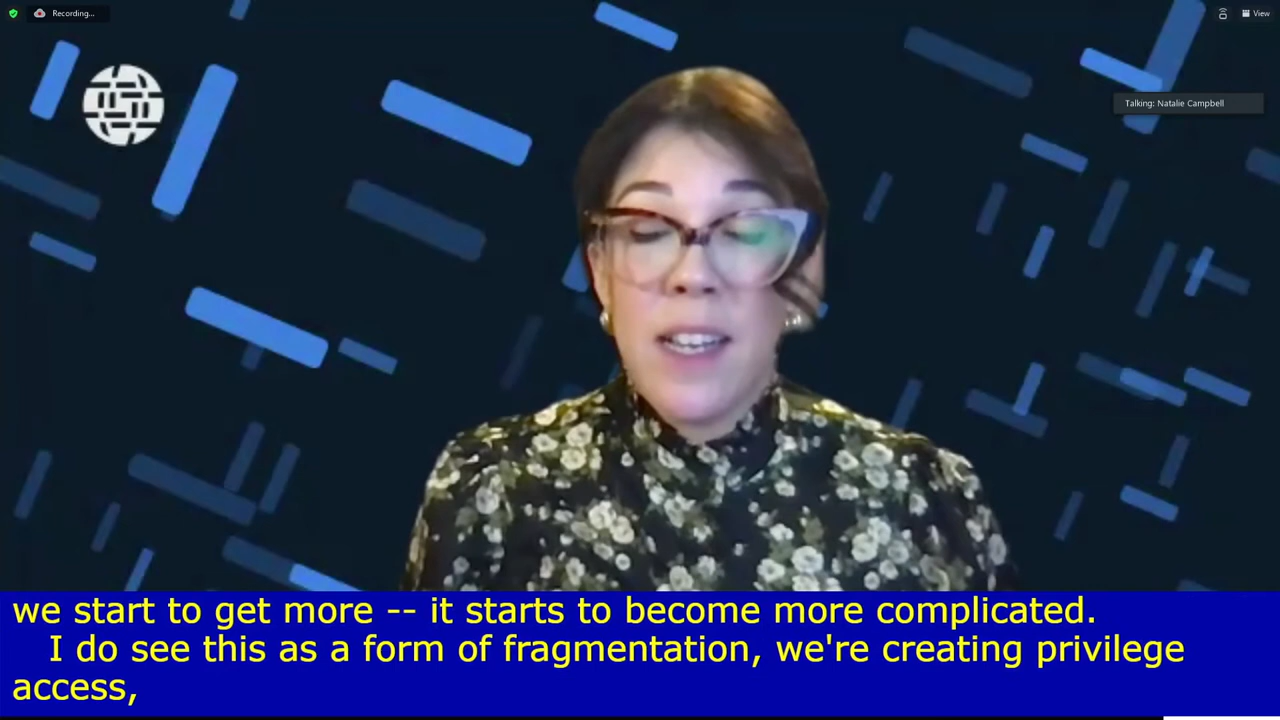 Recording...
View
Talking: Natalie Campbell
we start to get more -- it starts to become more complicated.
I do see this as a form of fragmentation, we're creating privilege
access,